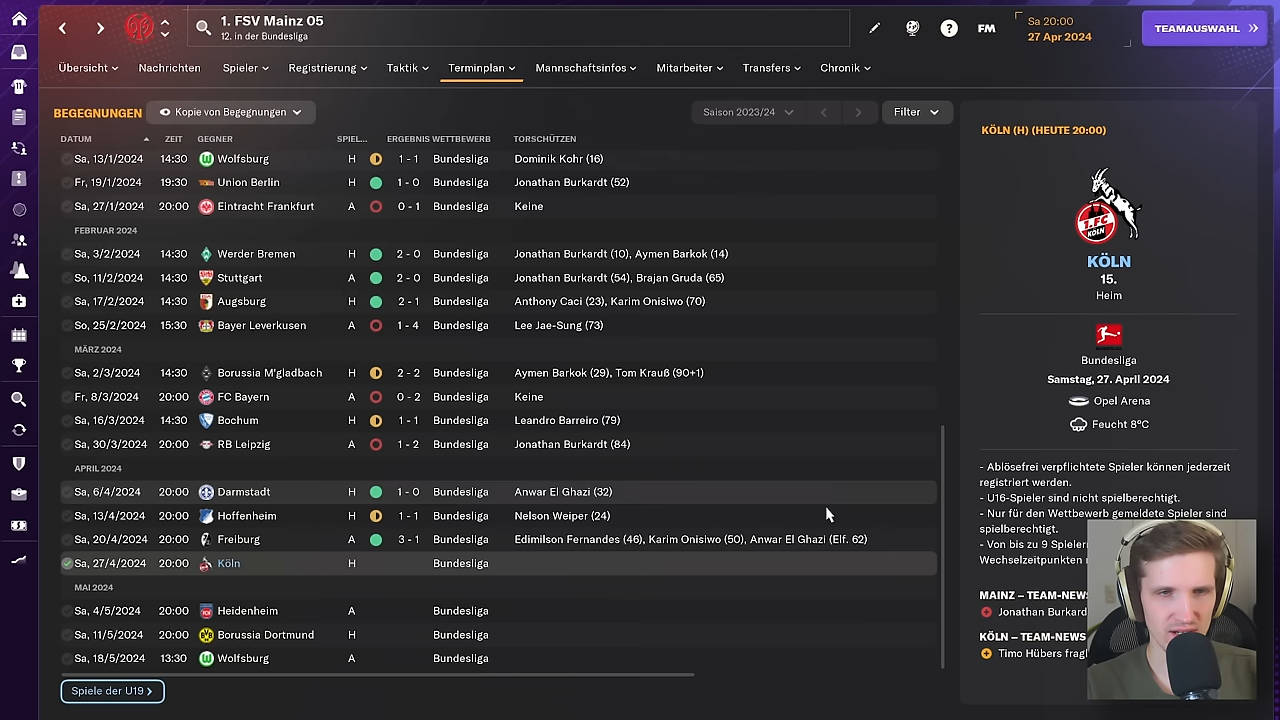 1. FSV Mainz 05
12. in der Bundesliga
FM
Sa 20:00
27 Apr 2024
TEAMAUSWAHL
Übersicht
Nachrichten
Spieler
Registrierung
Taktik
Terminplan
Mannschaftsinfos
Mitarbeiter
Transfers
Chronik
BEGEGNUNGEN
Kopie von Begegnungen
Saison 2023/24
Filter
DATUM ZEIT GEGNER SPIEL... ERGEBNIS WETTBEWERB TORSCHÜTZEN
Sa, 13/1/2024 14:30 Wolfsburg H 1 - 1 Bundesliga Dominik Kohr (16)
Fr, 19/1/2024 19:30 Union Berlin H 1 - 0 Bundesliga Jonathan Burkardt (52)
Sa, 27/1/2024 20:00 Eintracht Frankfurt A 0 - 1 Bundesliga Keine
FEBRUAR 2024
Sa, 3/2/2024 14:30 Werder Bremen H 2 - 0 Bundesliga Jonathan Burkardt (10), Aymen Barkok (14)
So, 11/2/2024 14:30 Stuttgart A 2 - 0 Bundesliga Jonathan Burkardt (54), Brajan Gruda (65)
Sa, 17/2/2024 14:30 Augsburg H 2 - 1 Bundesliga Anthony Caci (23), Karim Onisiwo (70)
So, 25/2/2024 15:30 Bayer Leverkusen A 1 - 4 Bundesliga Lee Jae-Sung (73)
MÄRZ 2024
Sa, 2/3/2024 14:30 Borussia M'gladbach H 2 - 2 Bundesliga Aymen Barkok (29), Tom Krauß (90+1)
Fr, 8/3/2024 20:00 FC Bayern A 0 - 2 Bundesliga Keine
Sa, 16/3/2024 14:30 Bochum H 1 - 1 Bundesliga Leandro Barreiro (79)
Sa, 30/3/2024 20:00 RB Leipzig A 1 - 2 Bundesliga Jonathan Burkardt (84)
APRIL 2024
Sa, 6/4/2024 20:00 Darmstadt H 1 - 0 Bundesliga Anwar El Ghazi (32)
Sa, 13/4/2024 20:00 Hoffenheim H 1 - 1 Bundesliga Nelson Weiper (24)
Sa, 20/4/2024 20:00 Freiburg A 3 - 1 Bundesliga Edimilson Fernandes (46), Karim Onisiwo (50), Anwar El Ghazi (Elf. 62)
Sa, 27/4/2024 20:00 Köln H Bundesliga
MAI 2024
Sa, 4/5/2024 20:00 Heidenheim A Bundesliga
Sa, 11/5/2024 20:00 Borussia Dortmund H Bundesliga
Sa, 18/5/2024 13:30 Wolfsburg A Bundesliga
Spiele der U19
KÖLN (H) (HEUTE 20:00)
1.FC
KÖLN
KÖLN
15.
Heim
Bundesliga
Samstag, 27. April 2024
Opel Arena
Feucht 8ºC
- Ablösefrei verpflichtete Spieler können jederzeit
registriert werden.
- U16-Spieler sind nicht spielberechtigt.
- Nur für den Wettbewerb gemeldete Spieler sind
spielberechtigt.
- Von bis zu 9 Spielern
Wechselzeitpunkten
MAINZ – TEAM-NEWS
Jonathan Burkard
KÖLN – TEAM-NEWS
Timo Hübers fragl